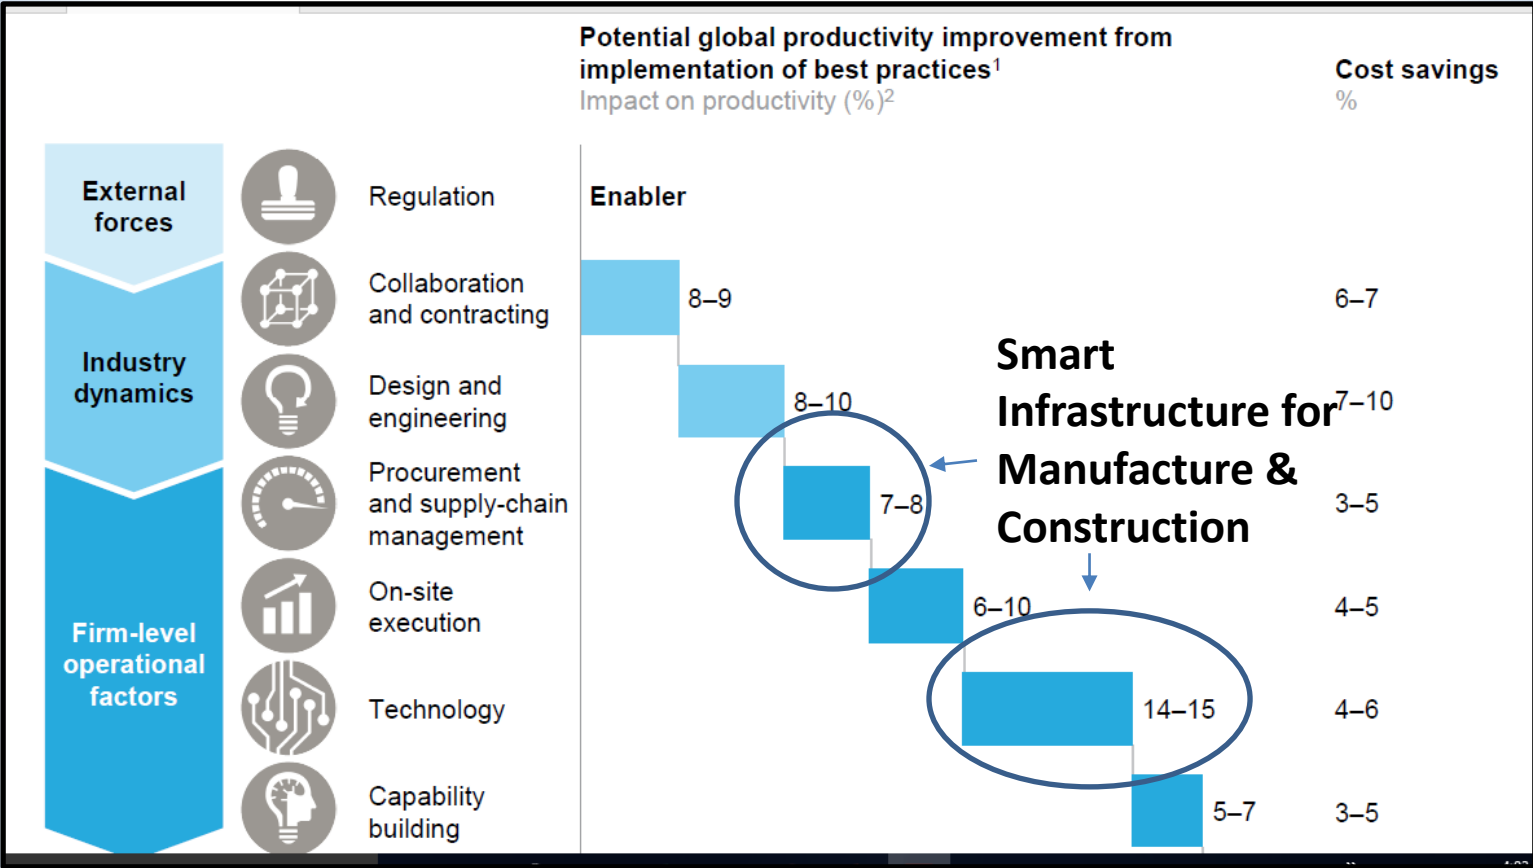 Potential global productivity improvement from
implementation of best practices1
Impact on productivity (%)2
Cost savings
%
External
forces
Regulation
Enabler
Industry
dynamics
Collaboration
and contracting
8–9
6–7
Design and
engineering
8–10
7–10
Smart
Infrastructure for
Manufacture &
Construction
Firm-level
operational
factors
Procurement
and supply-chain
management
7–8
3–5
On-site
execution
6–10
4–5
Technology
14–15
4–6
Capability
building
5–7
3–5